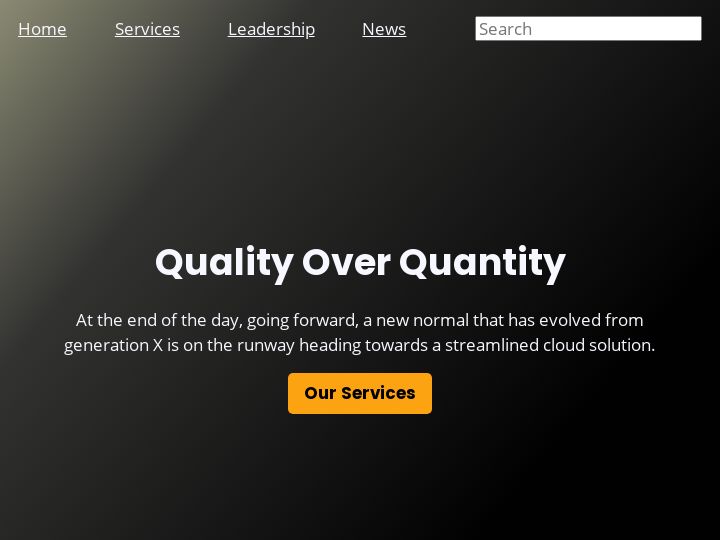 Home Services Leadership News Search
Quality Over Quantity
At the end of the day, going forward, a new normal that has evolved from
generation X is on the runway heading towards a streamlined cloud solution.
Our Services